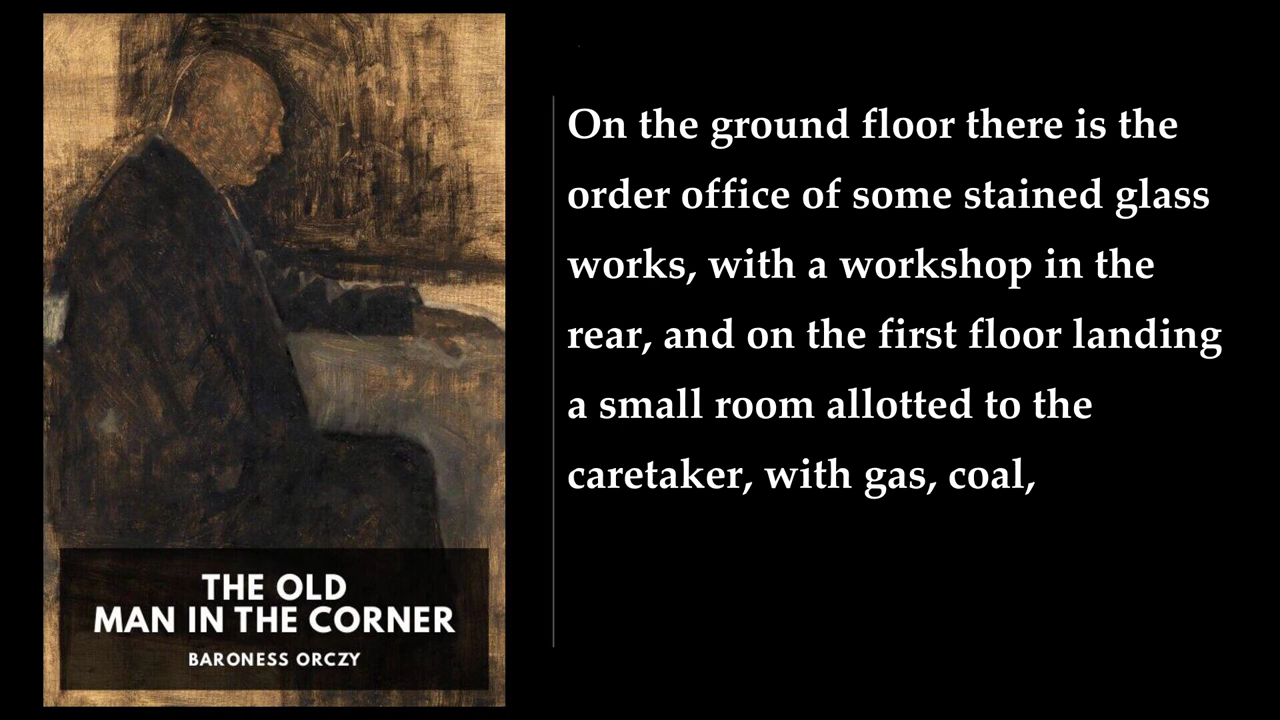 THE OLD
MAN IN THE CORNER
BARONESS ORCZY
On the ground floor there is the
order office of some stained glass
works, with a workshop in the
rear, and on the first floor landing
a small room allotted to the
caretaker, with gas, coal,